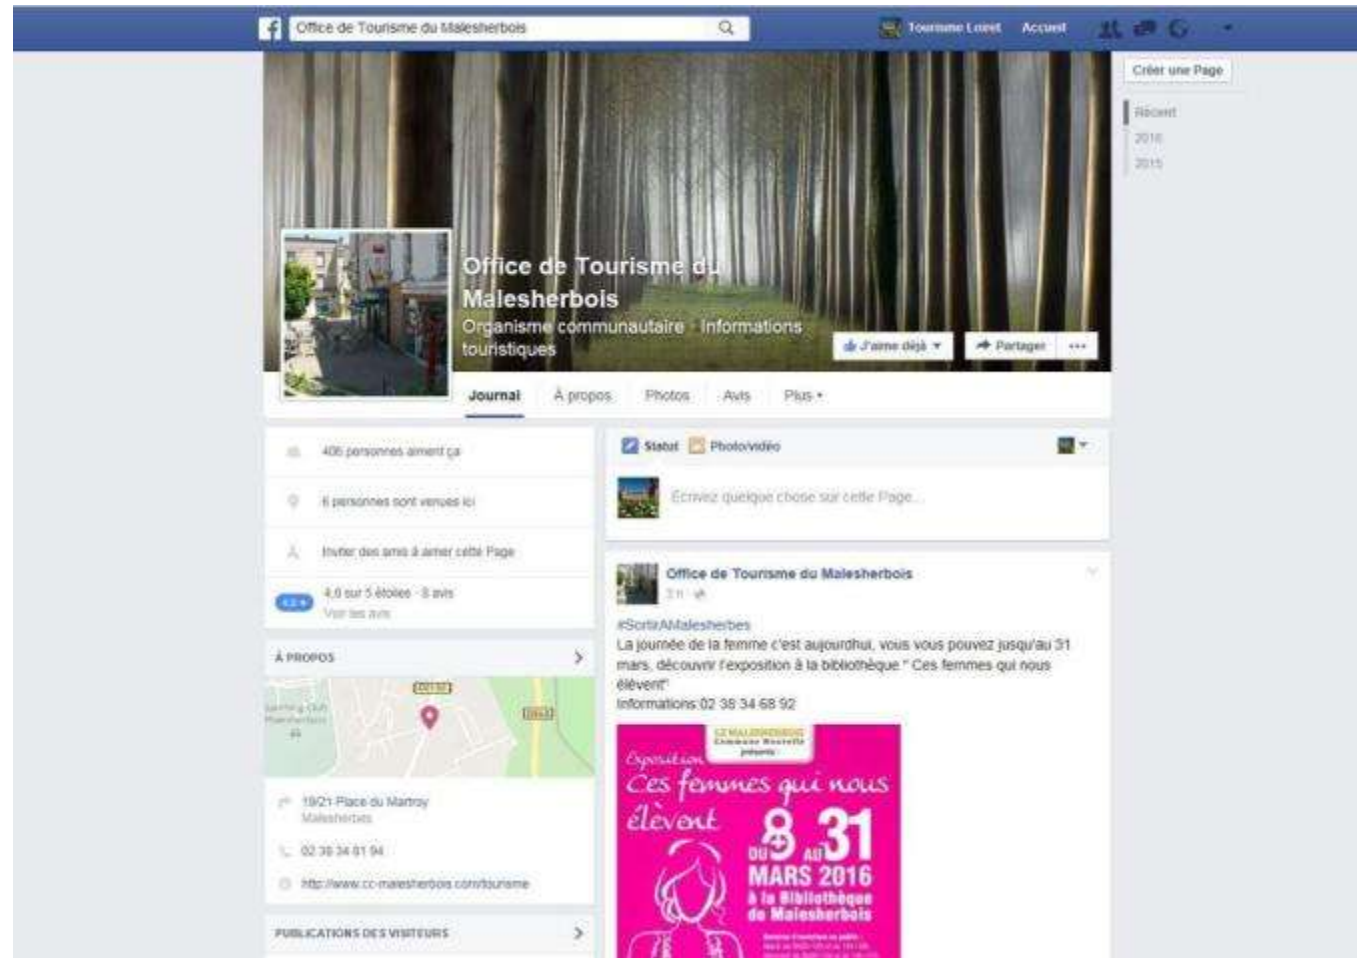 Office de Tourisme du Malesherbois
Tourisme Loiret Accueil
Créer une Page
Récent
2016
2015
Office de Tourisme du
Malesherbois
Organisme communautaire · Informations
touristiques
J'aime déjà
Partager
Journal À propos Photos Avis Plus
406 personnes aiment ça
6 personnes sont venues ici
Inviter des amis à aimer cette Page
sur 5 étoiles · 8 avis
Voir les avis
À PROPOS
19/21 Place du Martroy
Malesherbes
02 38 34 81 94
http://www.cc-malesherbois.com/tourisme
PUBLICATIONS DES VISITEURS
Statut Photo/vidéo
Écrivez quelque chose sur cette Page...
Office de Tourisme du Malesherbois
#SortirAMalesherbes
La journée de la femme c'est aujourdhui, vous vous pouvez jusqu'au 31
mars, découvrir l'exposition à la bibliothèque " Ces femmes qui nous
élèvent"
Informations 02 38 34 68 92
LE MALESHERBOIS
Commune Nouvelle
présente
Exposition
Ces femmes qui nous
élèvent
DU 8 AU 31
MARS 2016
à la Bibliothèque
de Malesherbois